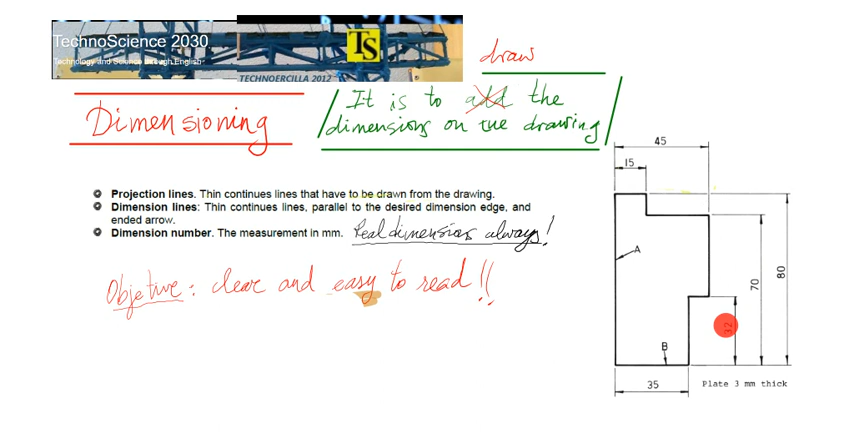 TechnoScience 2030
Technology and Science through English
TS
TECHNOERCILLA 2012
draw
Dimensioning
It is to add the
dimensions on the drawing
Projection lines. Thin continues lines that have to be drawn from the drawing.
Dimension lines: Thin continues lines, parallel to the desired dimension edge, and
ended arrow.
Dimension number. The measurement in mm. Real dimensions always!
Objetive: clear and easy to read!!
45
15
A
80
70
32
B
35
Plate 3 mm thick